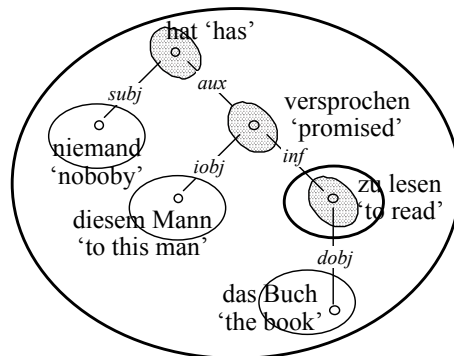 hat ‘has’
subj
aux
versprochen
‘promised’
niemand
‘noboby’
iobj
inf
zu lesen
‘to read’
diesem Mann
‘to this man’
dobj
das Buch
‘the book’